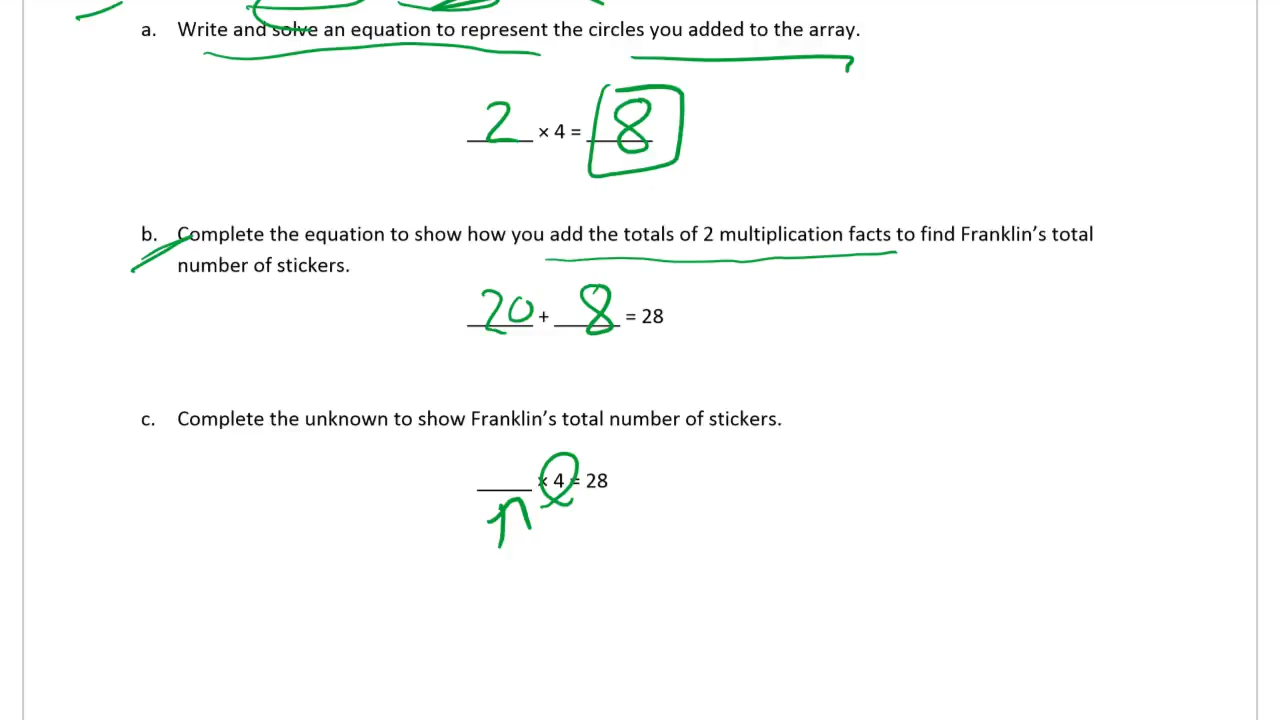 a. Write and solve an equation to represent the circles you added to the array.
2 × 4 = 8
b. Complete the equation to show how you add the totals of 2 multiplication facts to find Franklin's total
number of stickers.
20 + 8 = 28
c. Complete the unknown to show Franklin's total number of stickers.
____ × 4 = 28
n